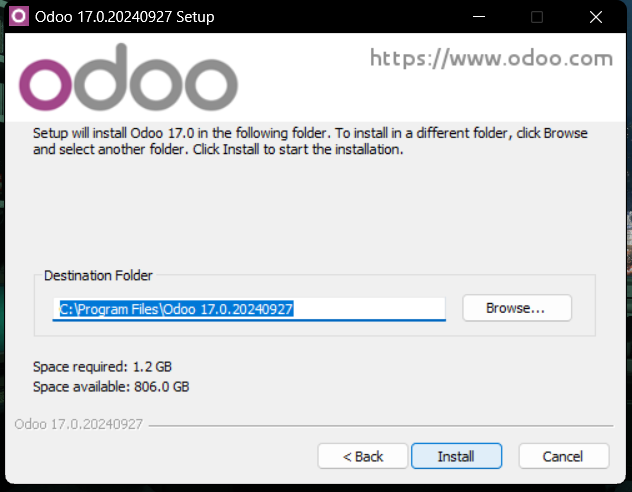 Odoo 17.0.20240927 Setup
odoo
https://www.odoo.com
Setup will install Odoo 17.0 in the following folder. To install in a different folder, click Browse
and select another folder. Click Install to start the installation.
Destination Folder
C:\Program Files\Odoo 17.0.20240927
Browse...
Space required: 1.2 GB
Space available: 806.0 GB
Odoo 17.0.20240927
< Back
Install
Cancel